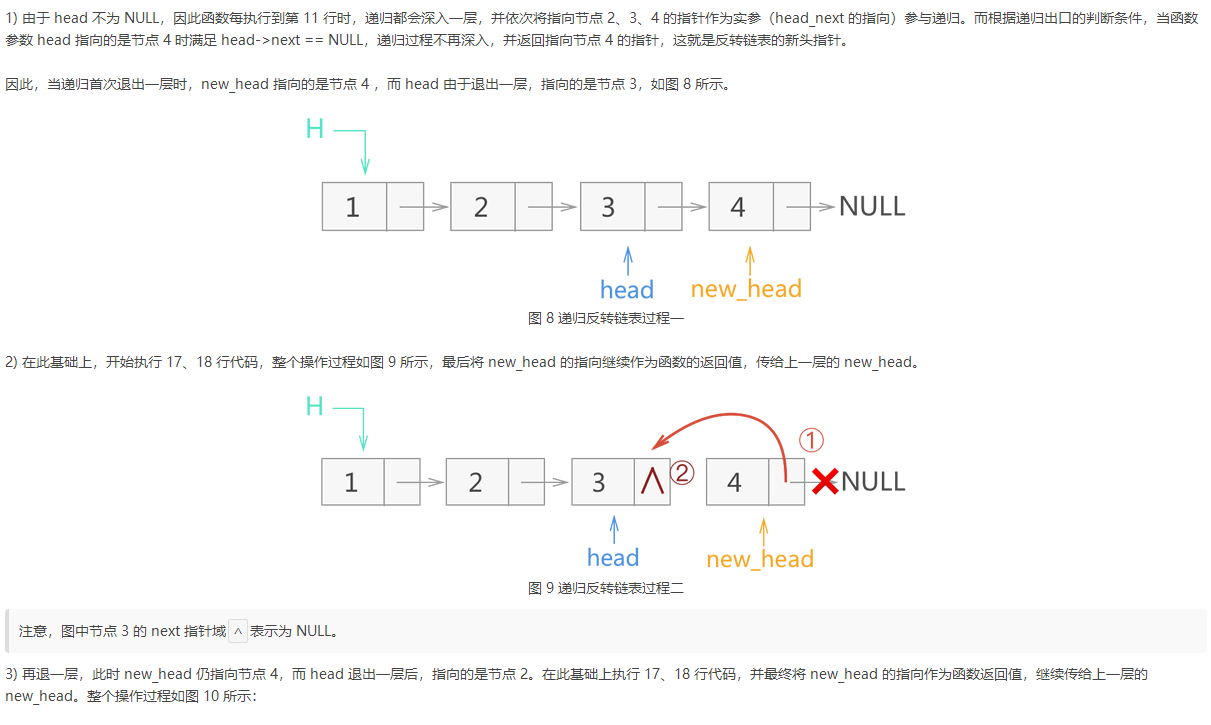 1) 由于 head 不为 NULL，因此函数每执行到第 11 行时，递归都会深入一层，并依次将指向节点 2、3、4 的指针作为实参（head_next 的指向）参与递归。而根据递归出口的判断条件，当函数
参数 head 指向的是节点 4 时满足 head->next == NULL，递归过程不再深入，并返回指向节点 4 的指针，这就是反转链表的新头指针。
因此，当递归首次退出一层时，new_head 指向的是节点 4 ，而 head 由于退出一层，指向的是节点 3，如图 8 所示。
H
1 2 3 4 NULL
head new_head
图 8 递归反转链表过程一
2) 在此基础上，开始执行 17、18 行代码，整个操作过程如图 9 所示，最后将 new_head 的指向继续作为函数的返回值，传给上一层的 new_head。
H
①
1 2 3 ∧ ② 4 NULL
head new_head
图 9 递归反转链表过程二
注意，图中节点 3 的 next 指针域 ^ 表示为 NULL。
3) 再退一层，此时 new_head 仍指向节点 4，而 head 退出一层后，指向的是节点 2。在此基础上执行 17、18 行代码，并最终将 new_head 的指向作为函数返回值，继续传给上一层的
new_head。整个操作过程如图 10 所示：